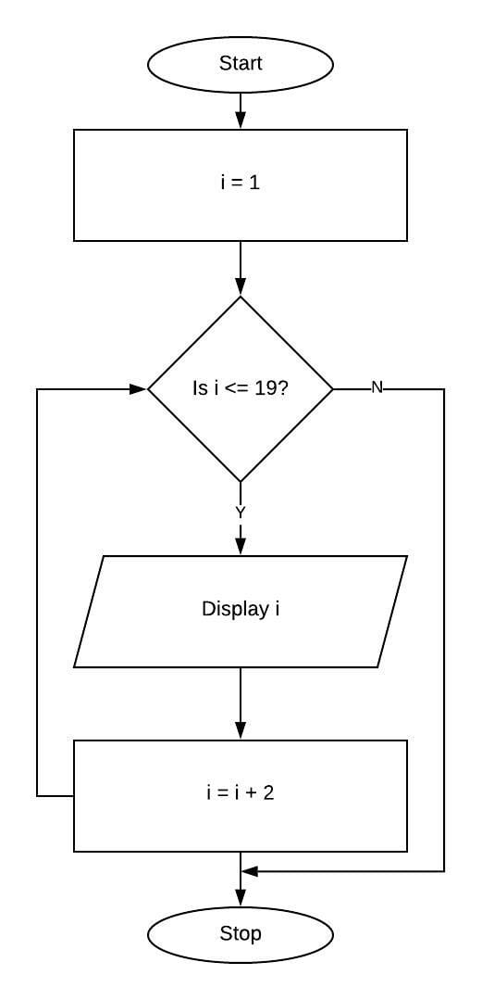 Start
i = 1
Is i <= 19?
N
Y
Display i
i = i + 2
Stop